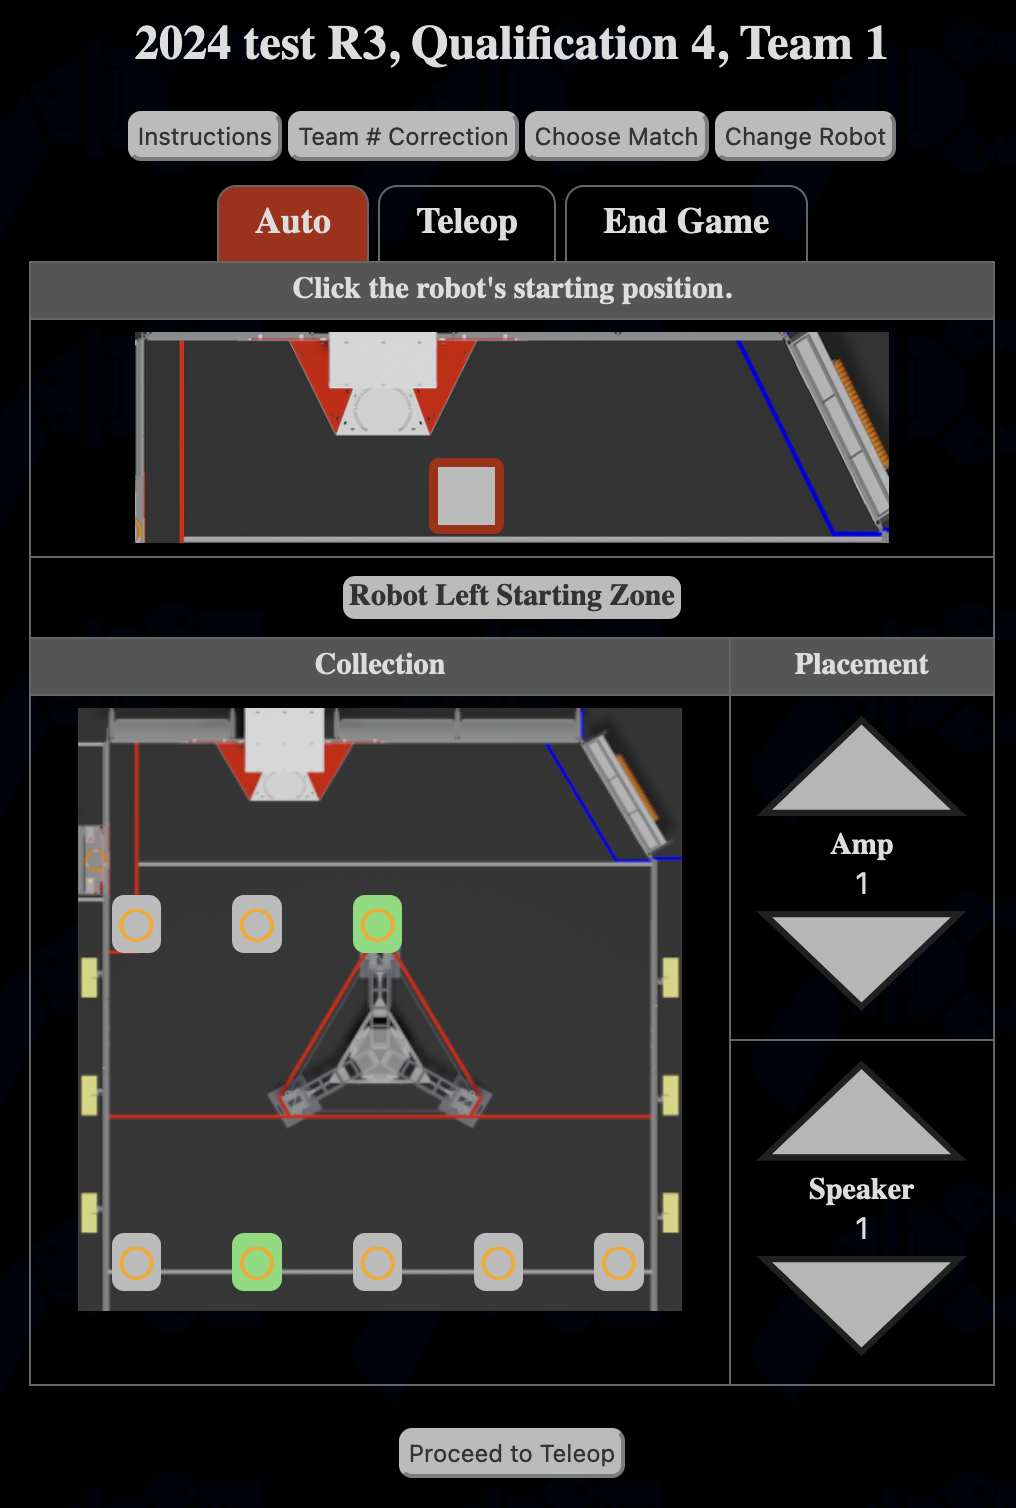 2024 test R3, Qualification 4, Team 1
Instructions
Team # Correction
Choose Match
Change Robot
Auto
Teleop
End Game
Click the robot's starting position.
Robot Left Starting Zone
Collection
Placement
Amp
1
Speaker
1
Proceed to Teleop